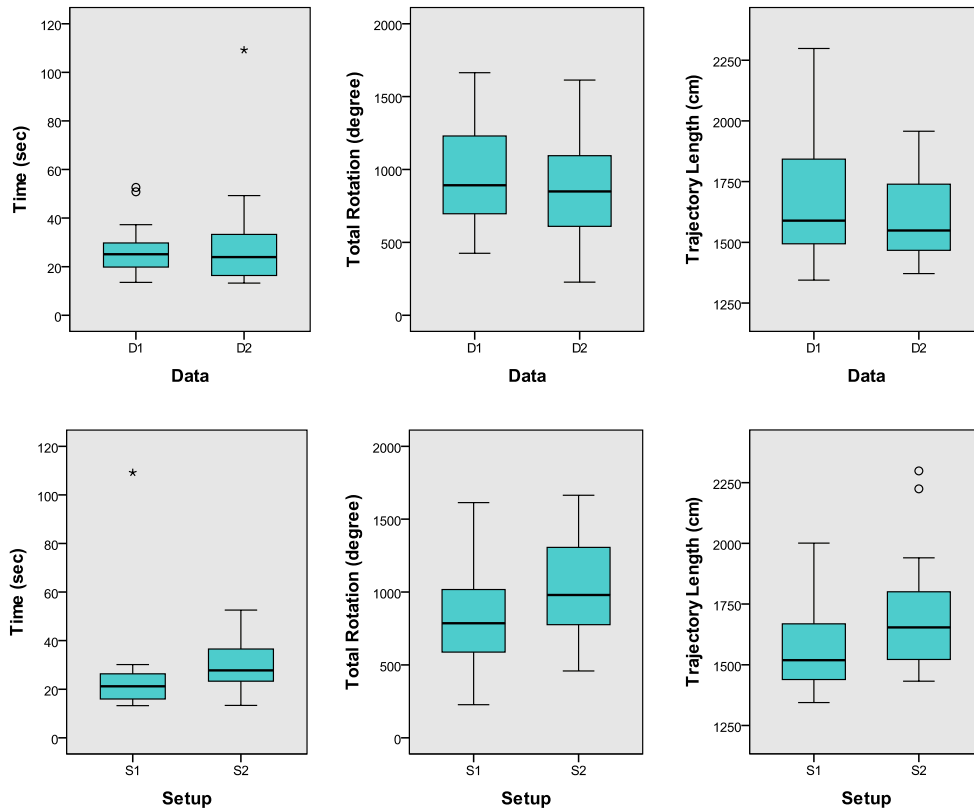 Time (sec)
120
100
80
60
40
20
0
D1
D2
Data
Total Rotation (degree)
2000
1500
1000
500
0
D1
D2
Data
Trajectory Length (cm)
2250
2000
1750
1500
1250
D1
D2
Data
Time (sec)
120
100
80
60
40
20
0
S1
S2
Setup
Total Rotation (degree)
2000
1500
1000
500
0
S1
S2
Setup
Trajectory Length (cm)
2250
2000
1750
1500
1250
S1
S2
Setup